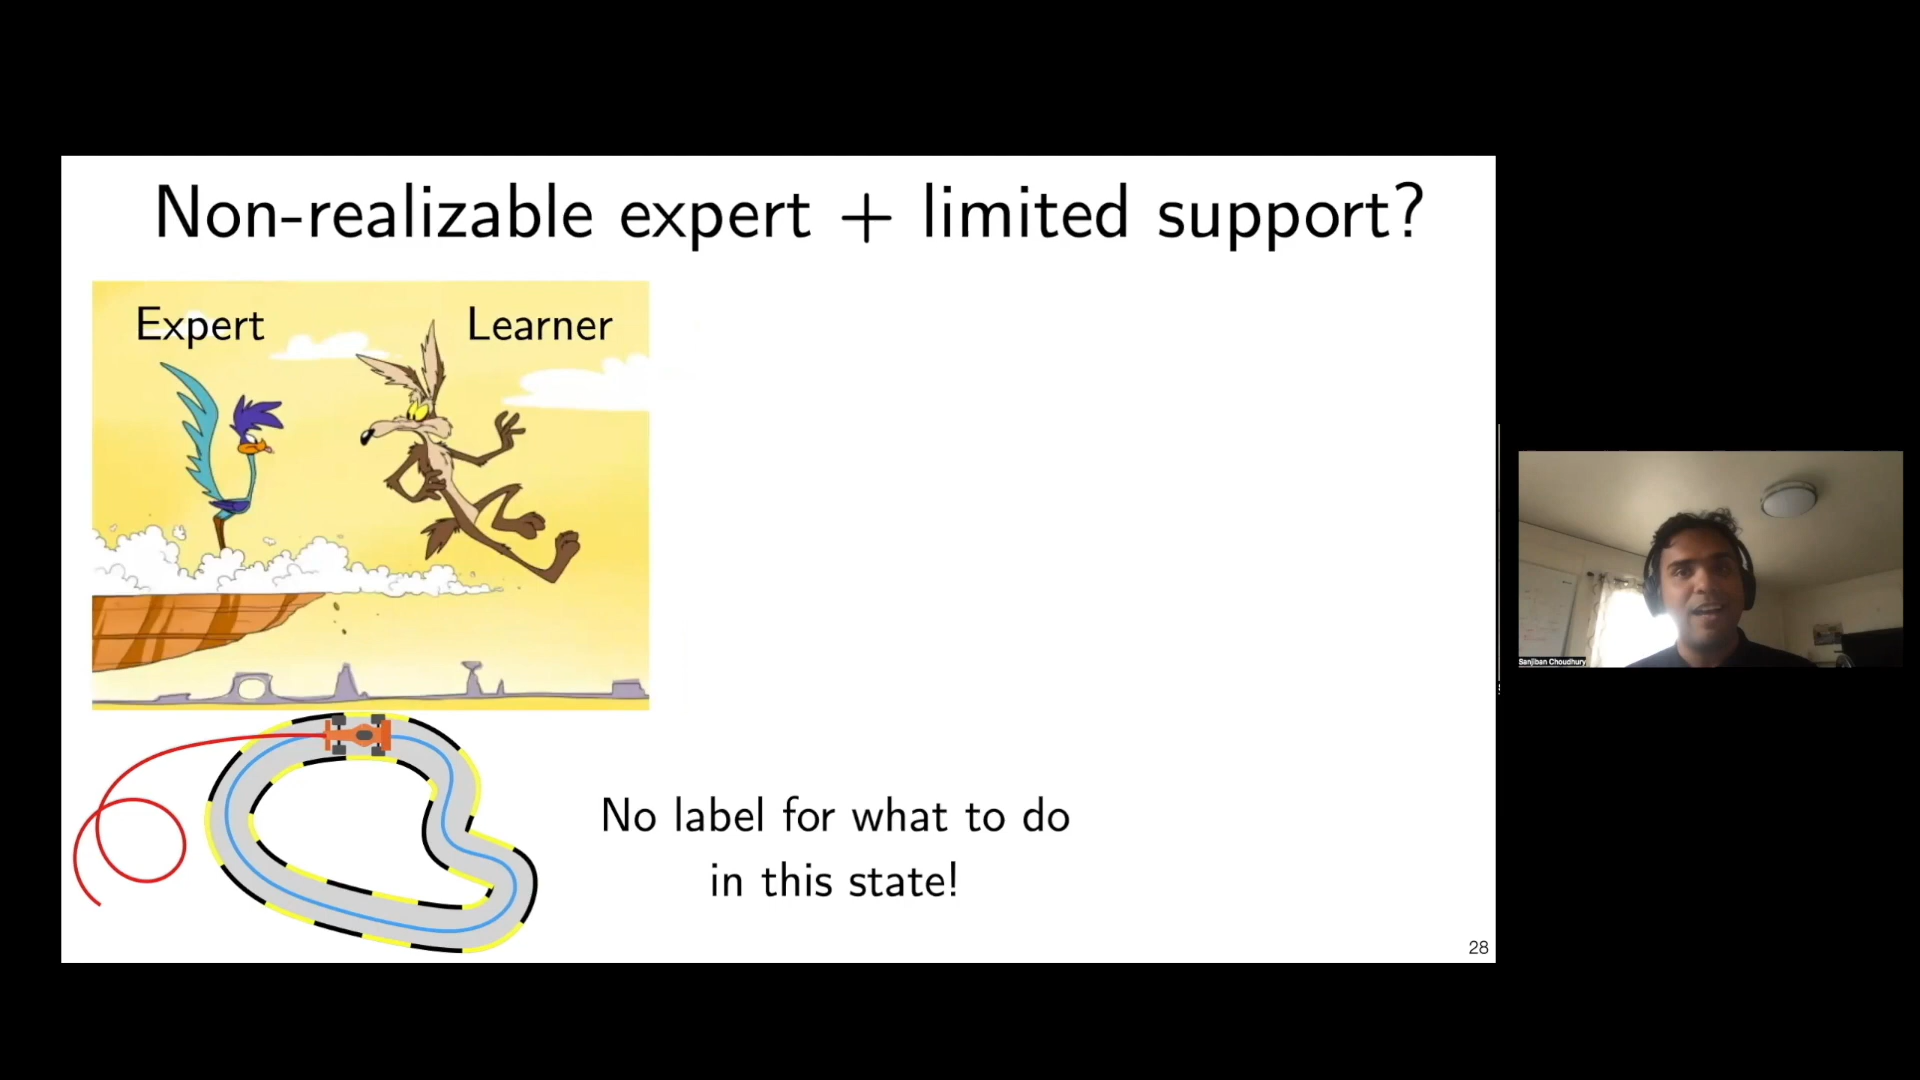 Non-realizable expert + limited support?
Expert
Learner
No label for what to do
in this state!
28
Sanjiban Choudhury